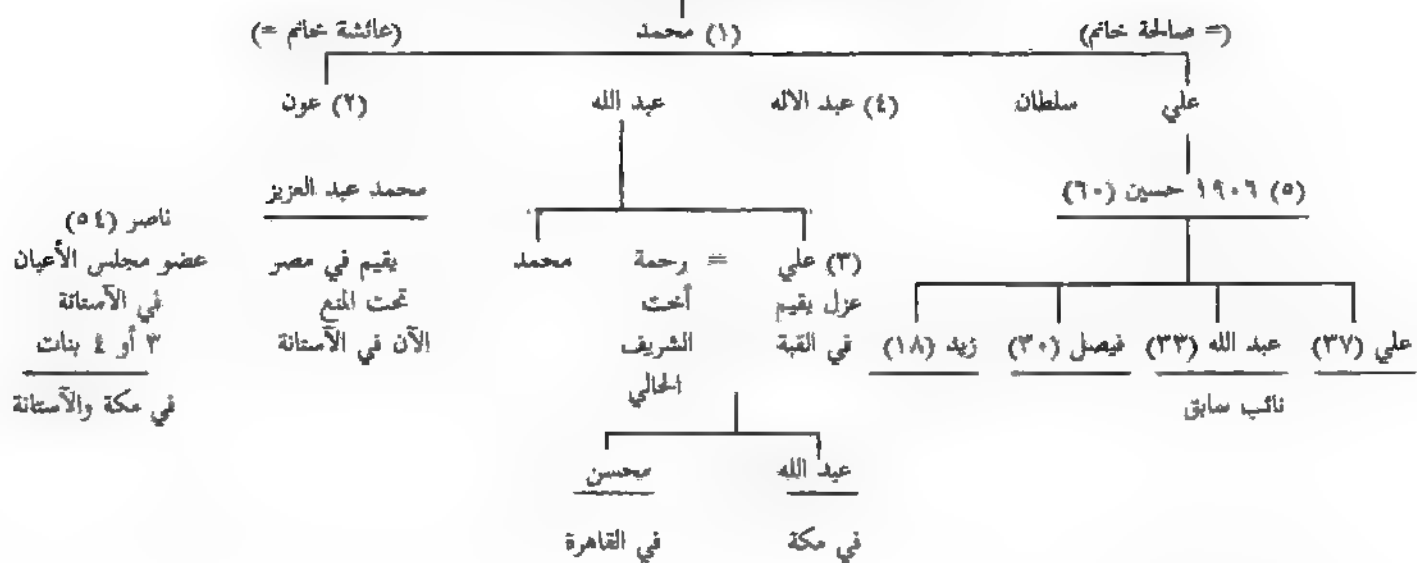 (= صالحة خانم) (١) محمد (عائشة خانم =)
علي سلطان (٤) عبد الاله عبد الله (٢) عون
(٥) ١٩٠٦ حسين (٦٠)
علي (٣٧) عبد الله (٣٣) فيصل (٣٠) زيد (١٨)
نائب سابق
(٣) علي = رحمة محمد
عزل يقيم أخت
في القبة الشريف
الحالي
عبد الله محسن
في مكة في القاهرة
محمد عبد العزيز
يقيم في مصر
تحت المنع
الآن في الآستانة
ناصر (٥٤)
عضو مجلس الأعيان
في الآستانة
٣ أو ٤ بنات
في مكة والآستانة